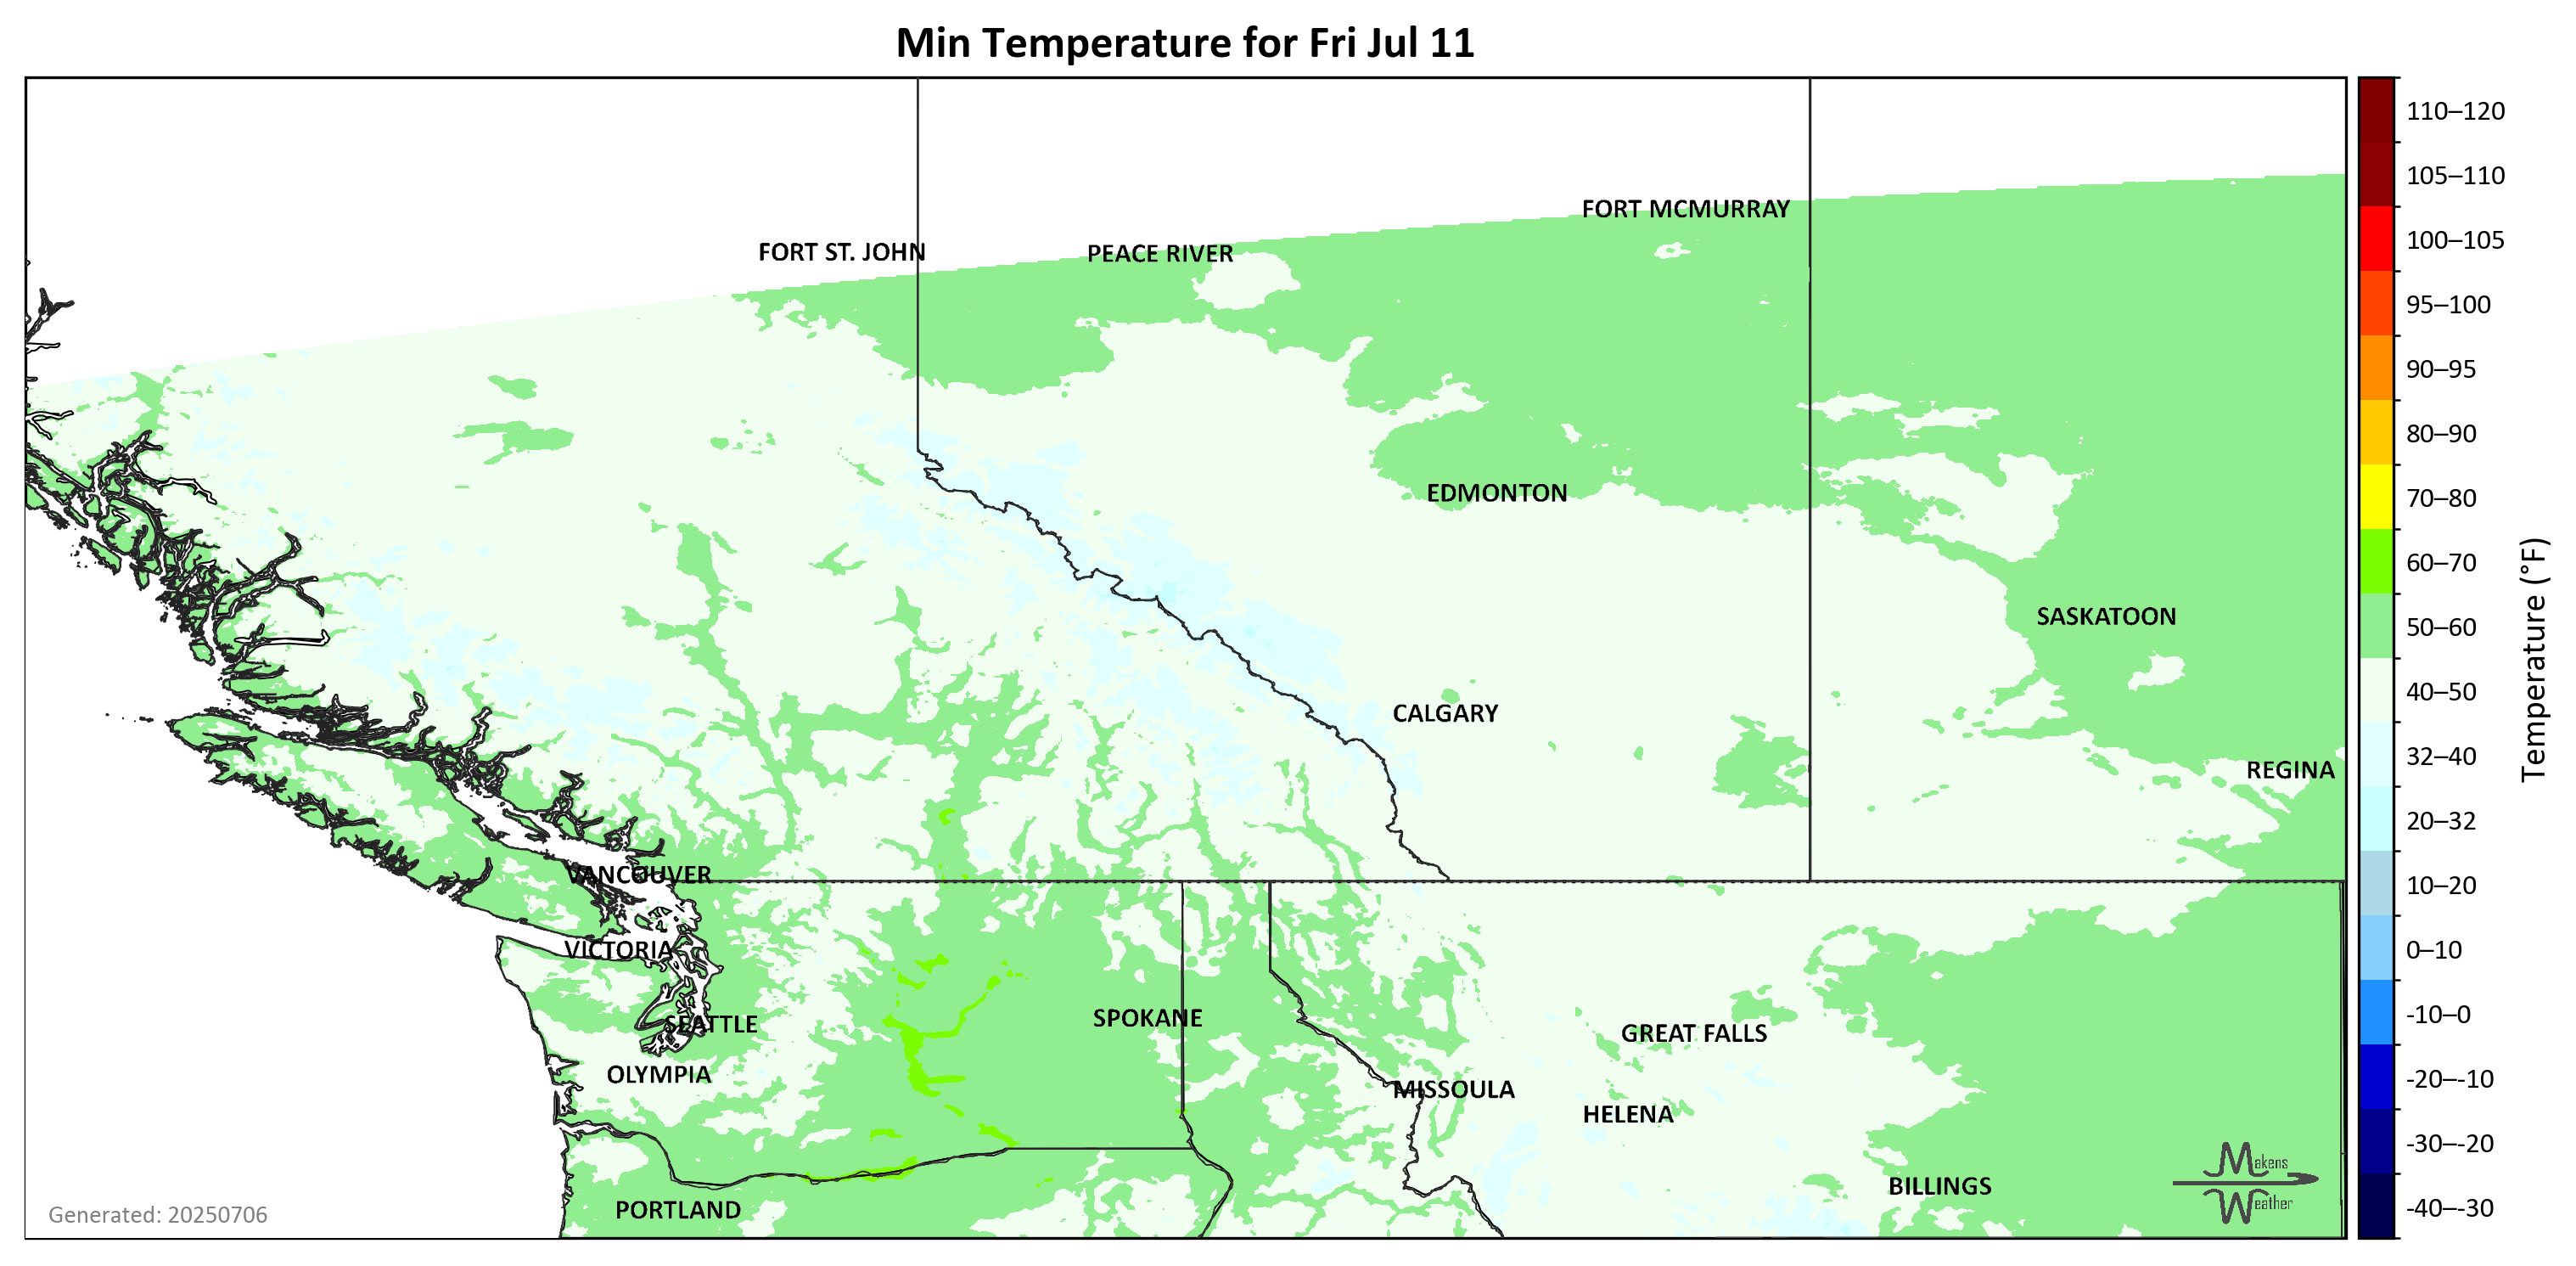 Min Temperature for Fri Jul 11
FORT MCMURRAY
FORT ST. JOHN
PEACE RIVER
EDMONTON
SASKATOON
CALGARY
REGINA
VANCOUVER
VICTORIA
SPOKANE
SEATTLE
GREAT FALLS
OLYMPIA
MISSOULA
HELENA
BILLINGS
PORTLAND
Makens
Weather
Generated: 20250706
110–120
105–110
100–105
95–100
90–95
80–90
70–80
60–70
50–60
40–50
32–40
20–32
10–20
0–10
-10–0
-20–-10
-30–-20
-40–-30
Temperature (°F)